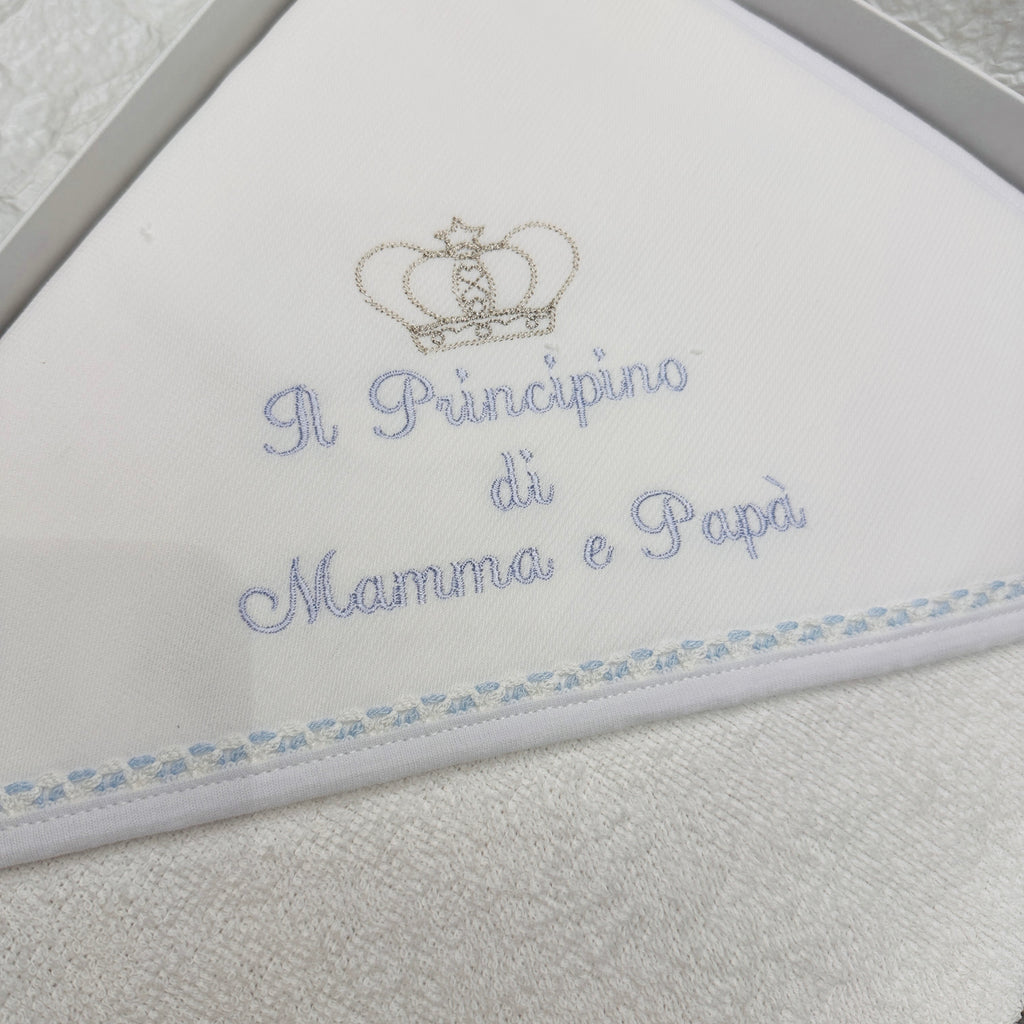 Il Principino
di
Mamma e Papà